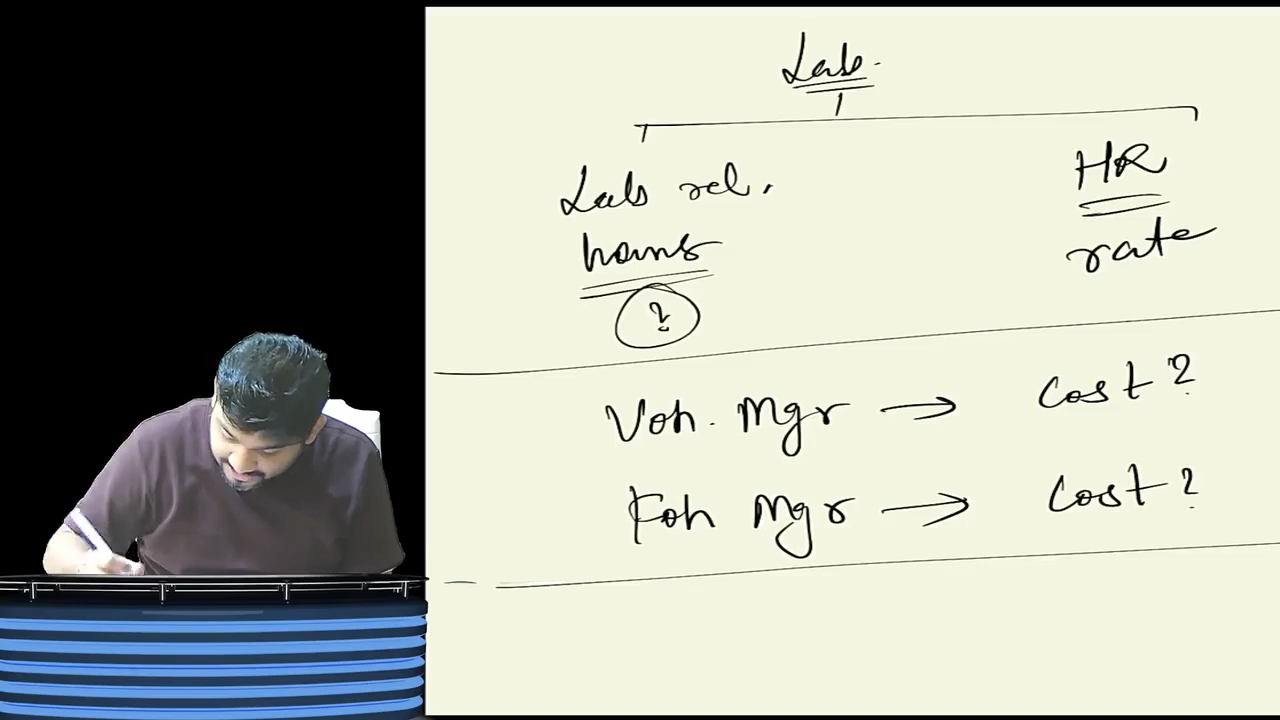 Lab.
Lab rel.
hours
?
HR
rate
Voh. Mgr → Cost ?
Foh Mgr → Cost ?